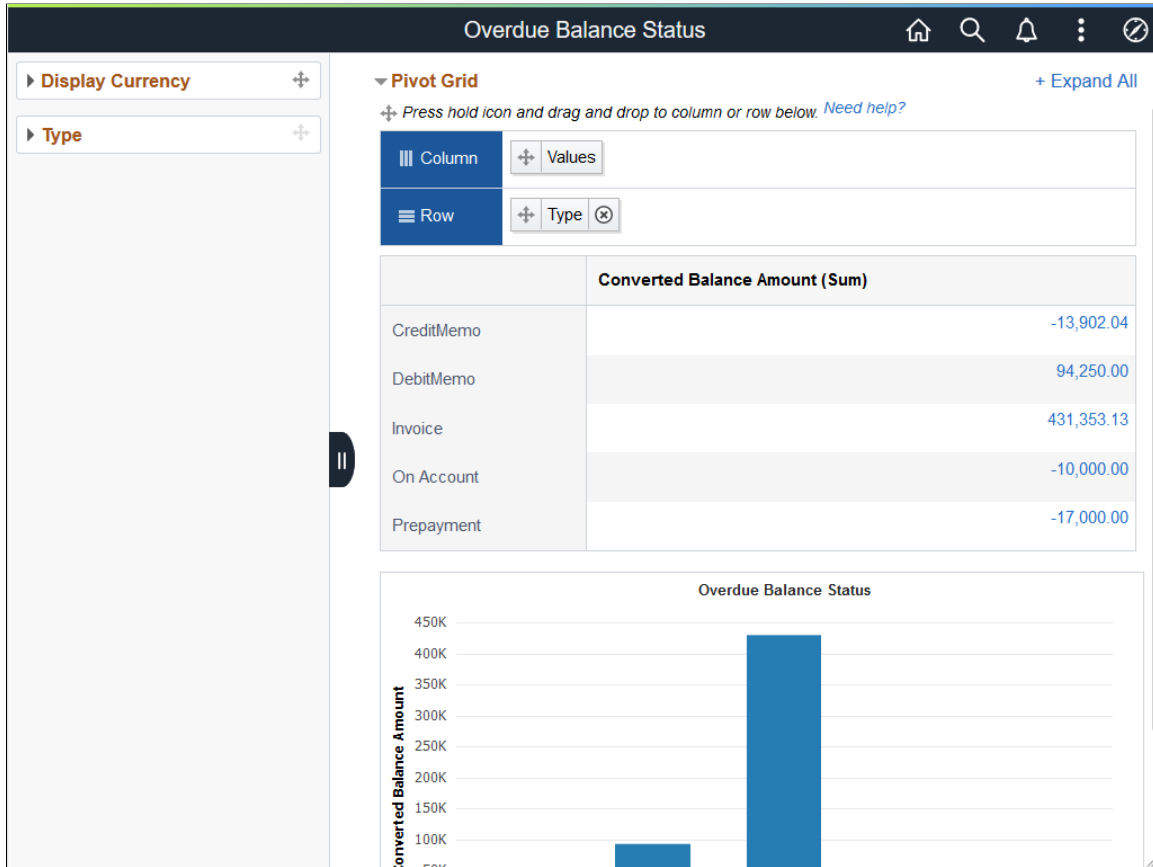 Overdue Balance Status
Display Currency
Type
Pivot Grid
+ Expand All
Press hold icon and drag and drop to column or row below. Need help?
Column
Values
Row
Type
Converted Balance Amount (Sum)
CreditMemo -13,902.04
DebitMemo 94,250.00
Invoice 431,353.13
On Account -10,000.00
Prepayment -17,000.00
Overdue Balance Status
450K
400K
350K
300K
250K
200K
150K
100K
Converted Balance Amount